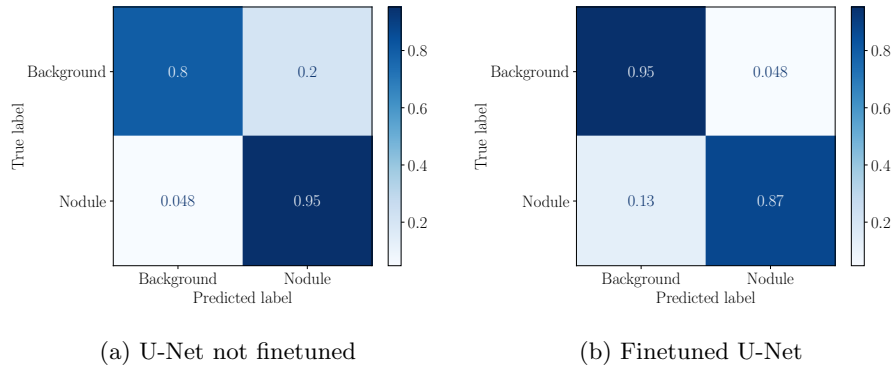 Background
Nodule
True label
0.8
0.2
0.048
0.95
Background
Nodule
Predicted label
0.8
0.6
0.4
0.2
(a) U-Net not finetuned
Background
Nodule
True label
0.95
0.048
0.13
0.87
Background
Nodule
Predicted label
0.8
0.6
0.4
0.2
(b) Finetuned U-Net